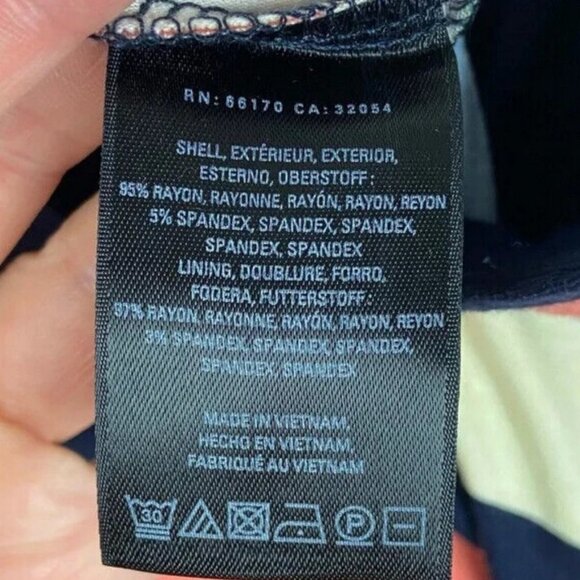 RN: 66170 CA: 32054
SHELL, EXTÉRIEUR, EXTERIOR,
ESTERNO, OBERSTOFF:
95% RAYON, RAYONNE, RAYÓN, RAYON, REYON
5% SPANDEX, SPANDEX, SPANDEX,
SPANDEX, SPANDEX
LINING, DOUBLURE, FORRO,
FODERA, FUTTERSTOFF:
97% RAYON, RAYONNE, RAYÓN, RAYON, REYON
3% SPANDEX, SPANDEX, SPANDEX,
SPANDEX, SPANDEX
MADE IN VIETNAM,
HECHO EN VIETNAM,
FABRIQUÉ AU VIETNAM
30° P